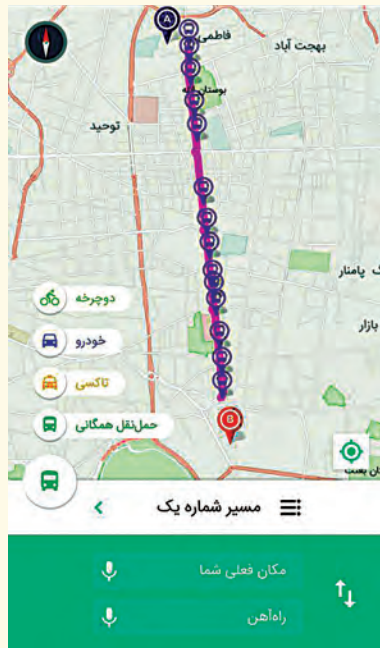 A
فاطمی
بهجت آباد
بوستان لاله
توحید
پامنار
دوچرخه
بازار
خودرو
تاکسی
حمل‌نقل همگانی
B
مسیر شماره یک
مکان فعلی شما
راه‌آهن